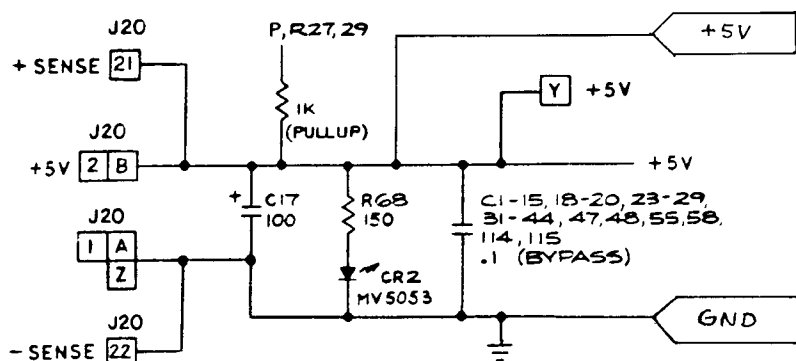 J20
+ SENSE 21
P, R27, 29
+5V
1K
(PULLUP)
Y +5V
J20
+5V 2 B
+5V
+ C17
100
R68
150
C1-15, 18-20, 23-29,
31-44, 47, 48, 55, 58,
114, 115
.1 (BYPASS)
J20
1 A
Z
CR2
MV5053
GND
J20
- SENSE 22